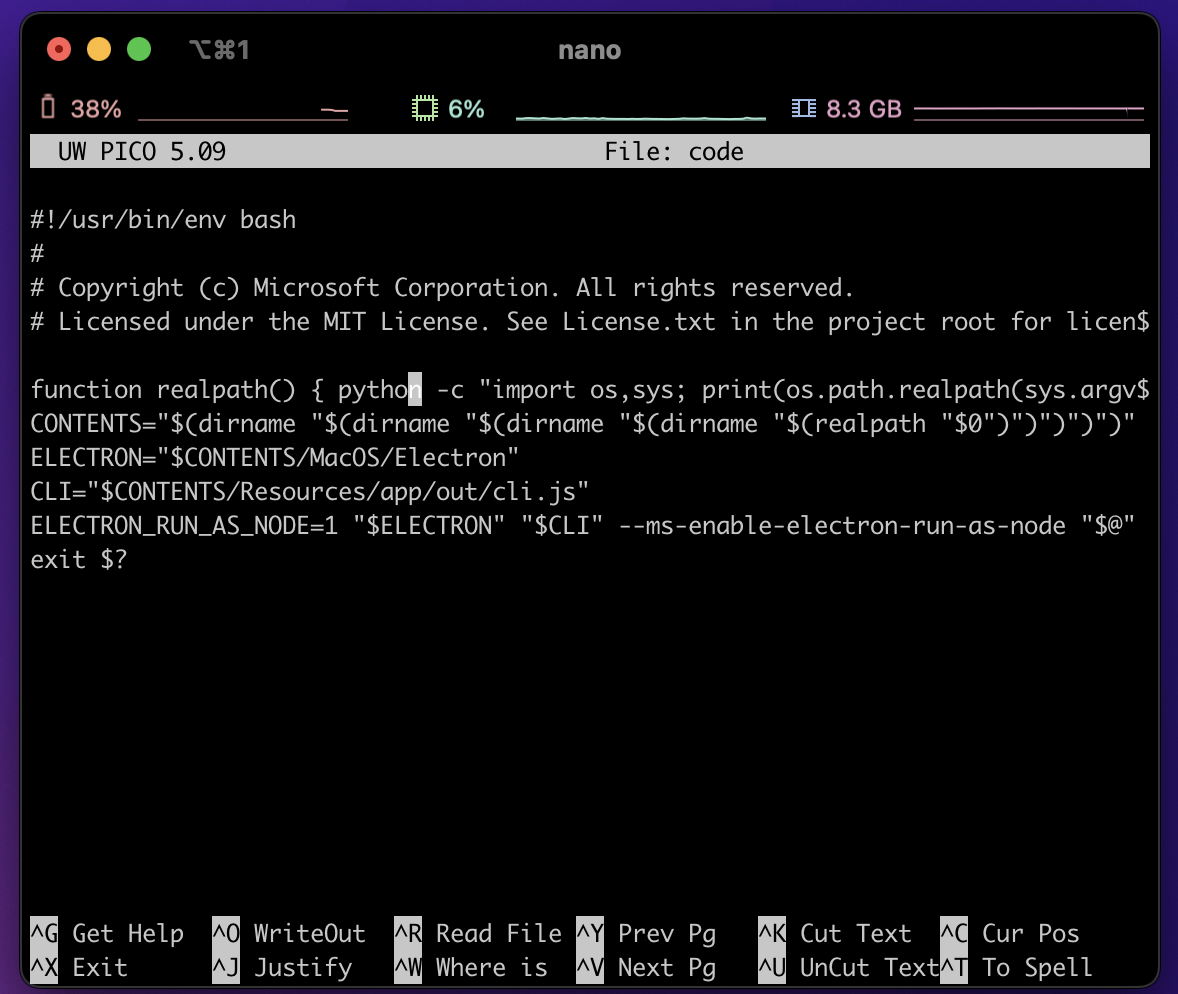 ⌥⌘1 nano
38% 6% 8.3 GB
UW PICO 5.09 File: code
#!/usr/bin/env bash
#
# Copyright (c) Microsoft Corporation. All rights reserved.
# Licensed under the MIT License. See License.txt in the project root for licen$
function realpath() { python -c "import os,sys; print(os.path.realpath(sys.argv$
CONTENTS="$(dirname "$(dirname "$(dirname "$(dirname "$(realpath "$0")")")")")"
ELECTRON="$CONTENTS/MacOS/Electron"
CLI="$CONTENTS/Resources/app/out/cli.js"
ELECTRON_RUN_AS_NODE=1 "$ELECTRON" "$CLI" --ms-enable-electron-run-as-node "$@"
exit $?
^G Get Help ^O WriteOut ^R Read File ^Y Prev Pg ^K Cut Text ^C Cur Pos
^X Exit ^J Justify ^W Where is ^V Next Pg ^U UnCut Text ^T To Spell